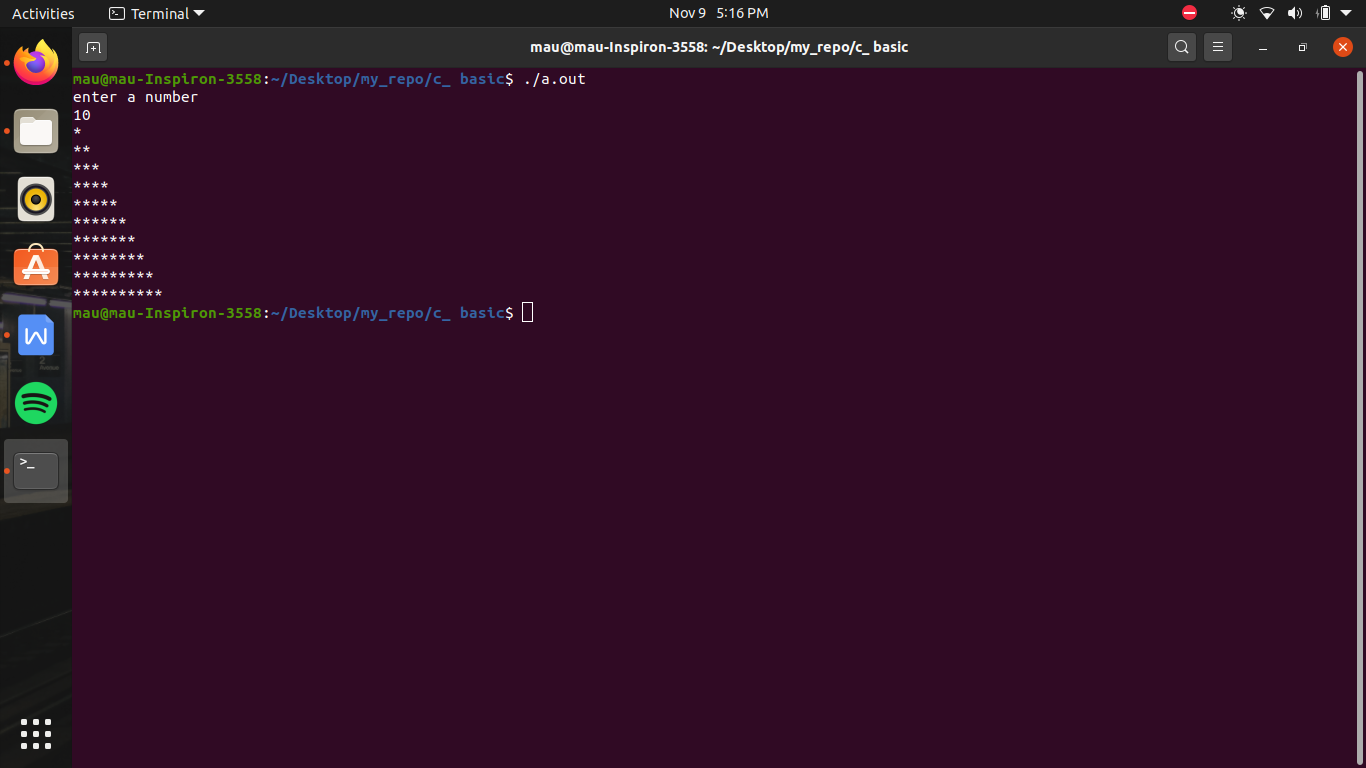 Activities
Terminal
Nov 9 5:16 PM
mau@mau-Inspiron-3558: ~/Desktop/my_repo/c_ basic
mau@mau-Inspiron-3558:~/Desktop/my_repo/c_ basic$ ./a.out
enter a number
10
*
**
***
****
*****
******
*******
********
*********
**********
mau@mau-Inspiron-3558:~/Desktop/my_repo/c_ basic$